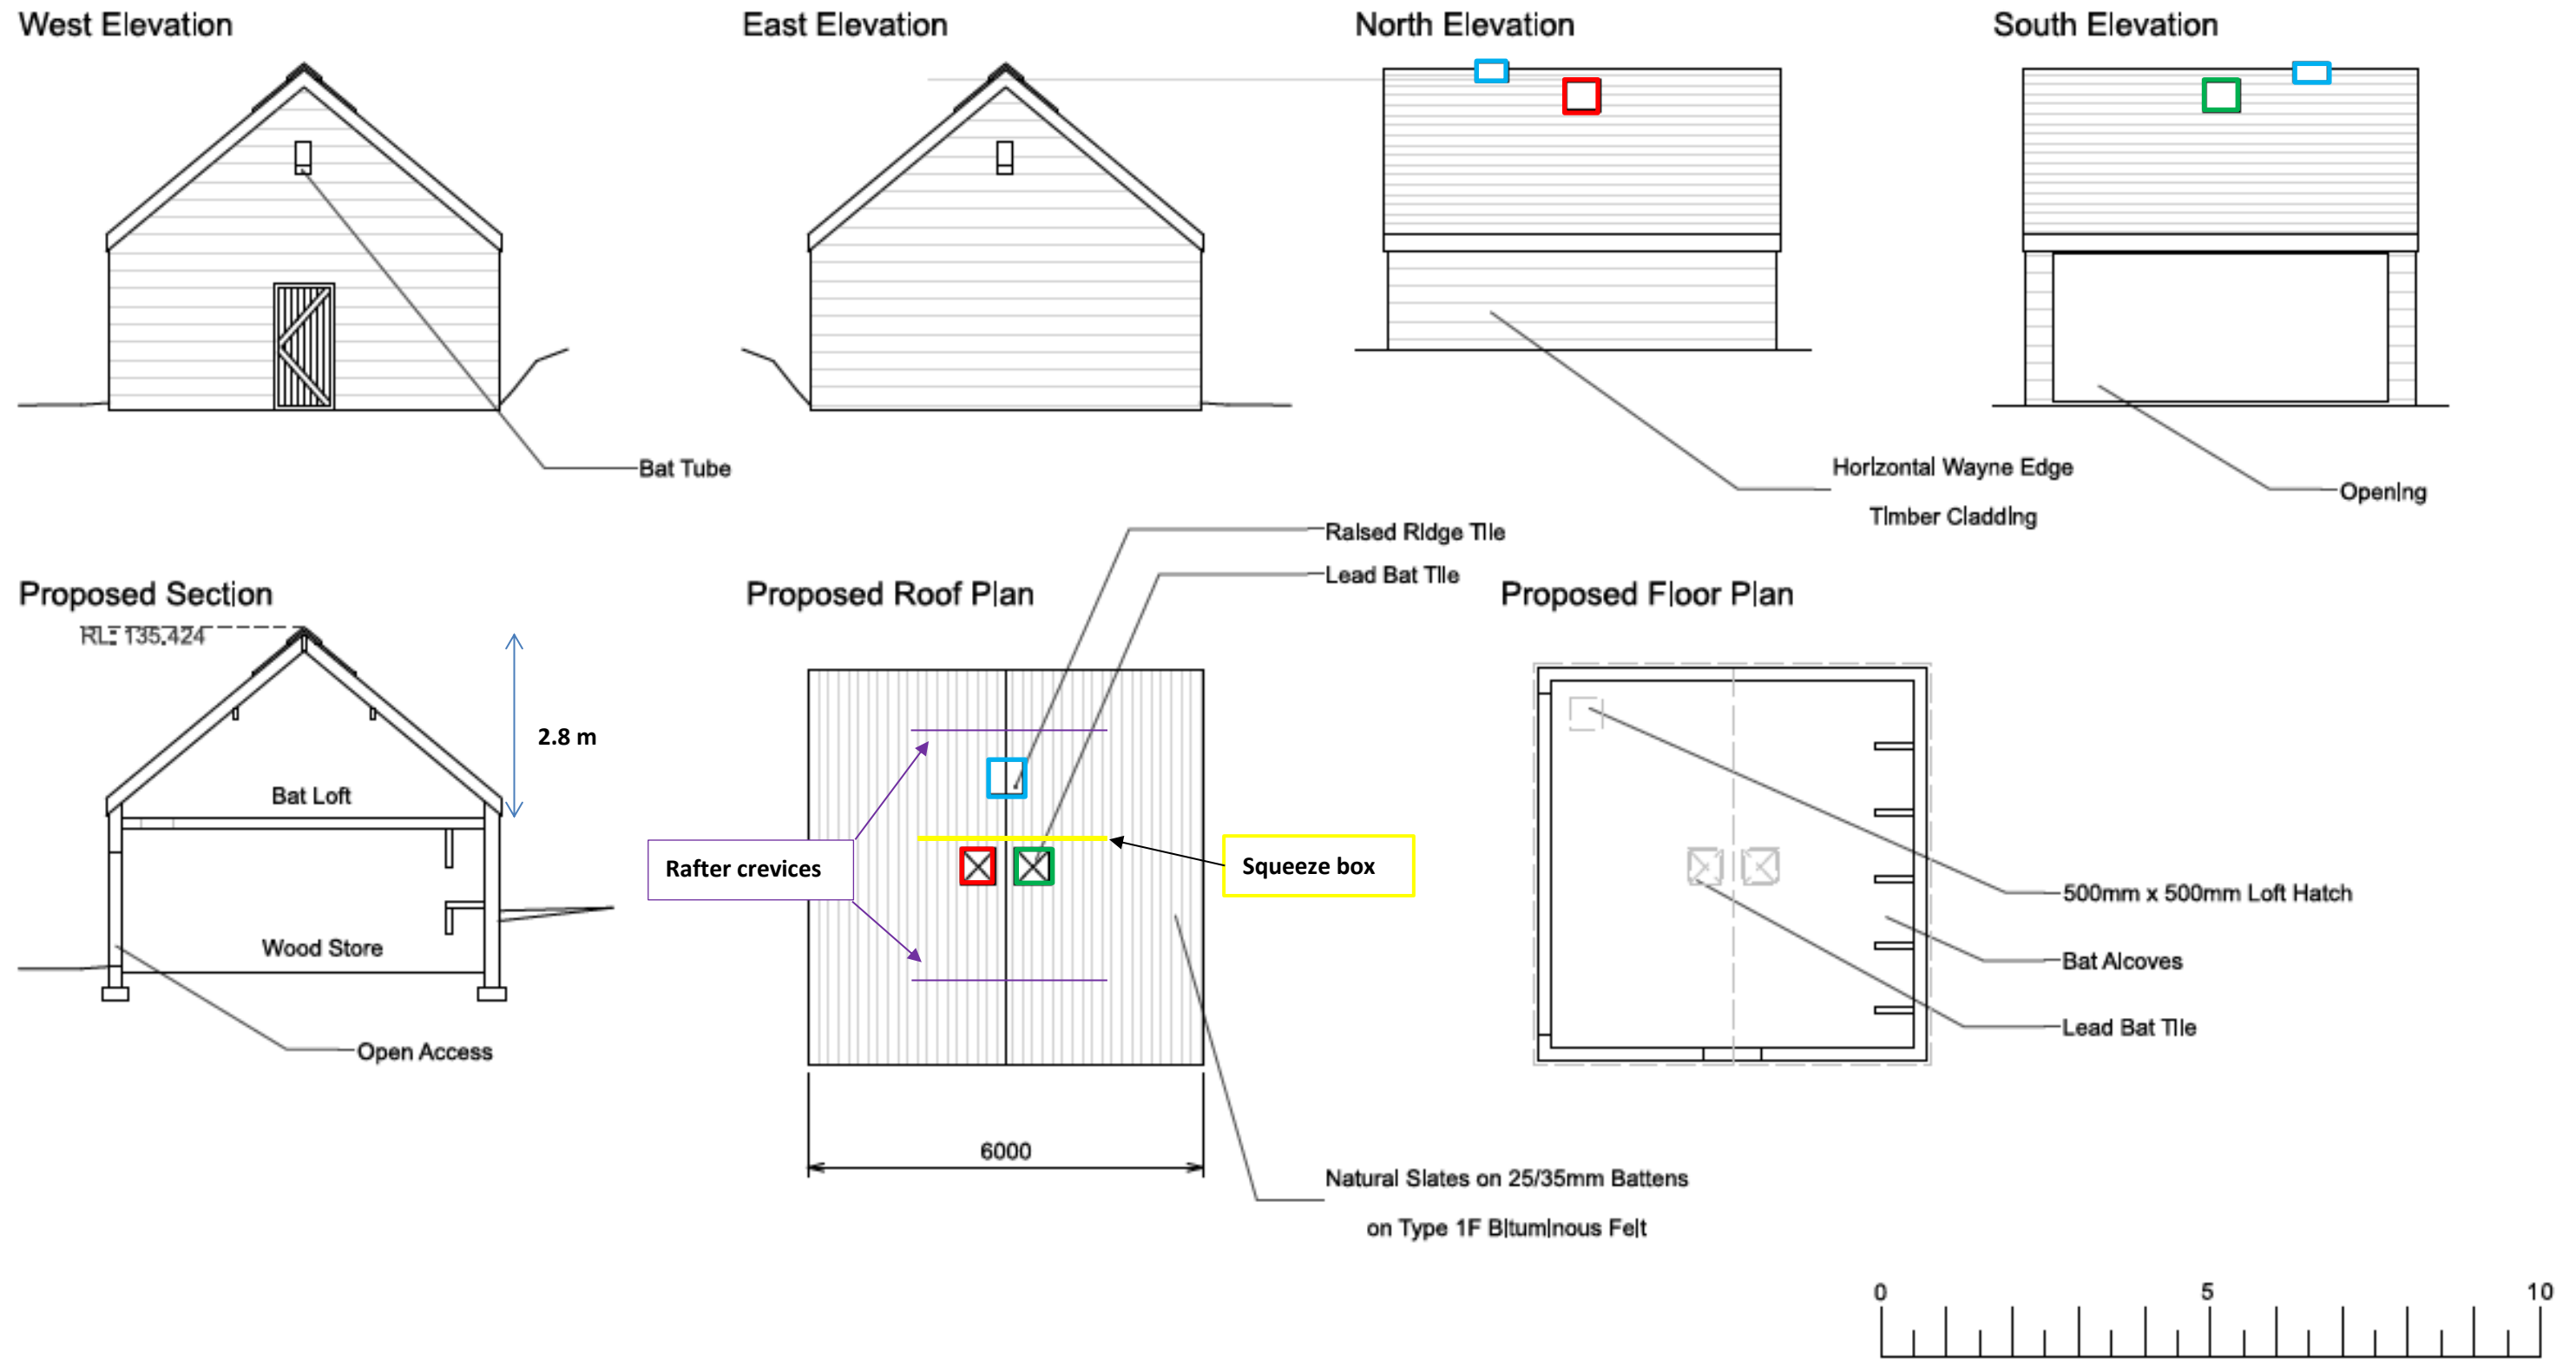 West Elevation
East Elevation
North Elevation
South Elevation
Bat Tube
Horizontal Wayne Edge
Timber Cladding
Opening
Raised Ridge Tile
Lead Bat Tile
Proposed Section
Proposed Roof Plan
Proposed Floor Plan
RL: 135.424
2.8 m
Bat Loft
Rafter crevices
Squeeze box
500mm x 500mm Loft Hatch
Wood Store
Bat Alcoves
Lead Bat Tile
Open Access
6000
Natural Slates on 25/35mm Battens
on Type 1F Bituminous Felt
0 5 10